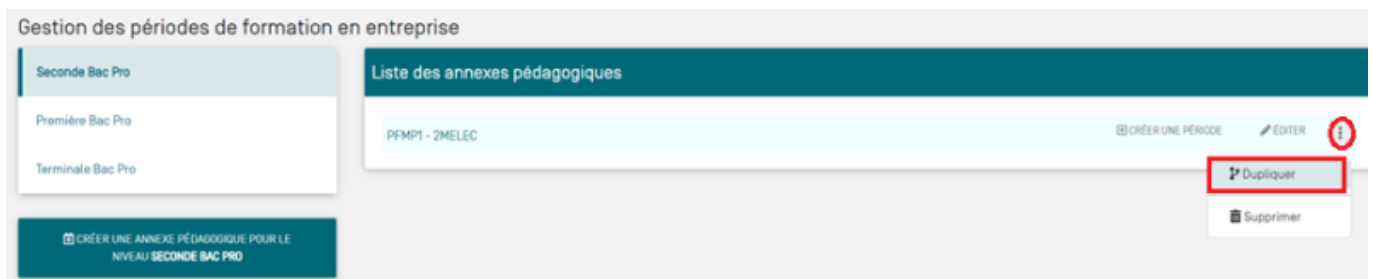 Gestion des périodes de formation en entreprise
Seconde Bac Pro
Première Bac Pro
Terminale Bac Pro
CRÉER UNE ANNEXE PÉDAGOGIQUE POUR LE
NIVEAU SECONDE BAC PRO
Liste des annexes pédagogiques
PFMP1 - 2MELEC
CRÉER UNE PÉRIODE
ÉDITER
Dupliquer
Supprimer